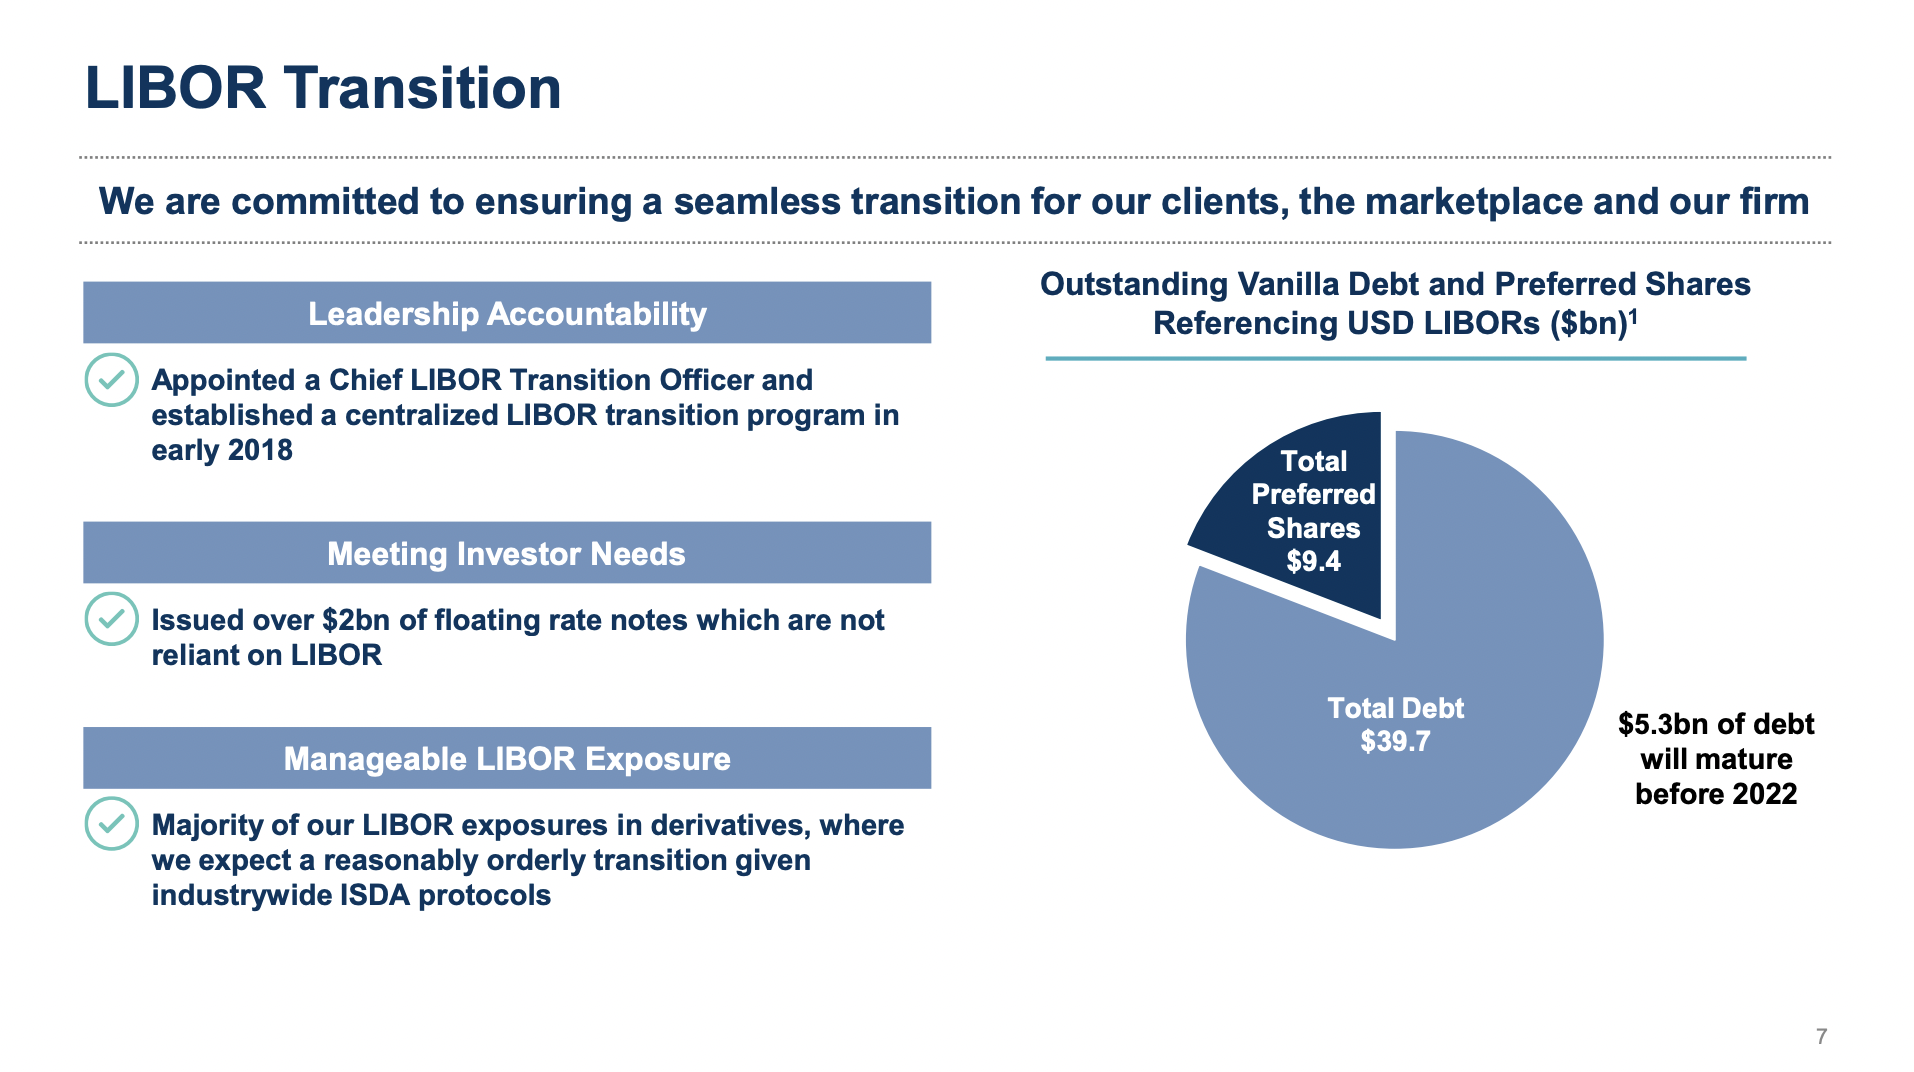 LIBOR Transition
We are committed to ensuring a seamless transition for our clients, the marketplace and our firm
Leadership Accountability
Appointed a Chief LIBOR Transition Officer and
established a centralized LIBOR transition program in
early 2018
Meeting Investor Needs
Issued over $2bn of floating rate notes which are not
reliant on LIBOR
Manageable LIBOR Exposure
Majority of our LIBOR exposures in derivatives, where
we expect a reasonably orderly transition given
industrywide ISDA protocols
Outstanding Vanilla Debt and Preferred Shares
Referencing USD LIBORs ($bn)¹
Total
Preferred
Shares
$9.4
Total Debt
$39.7
$5.3bn of debt
will mature
before 2022
7